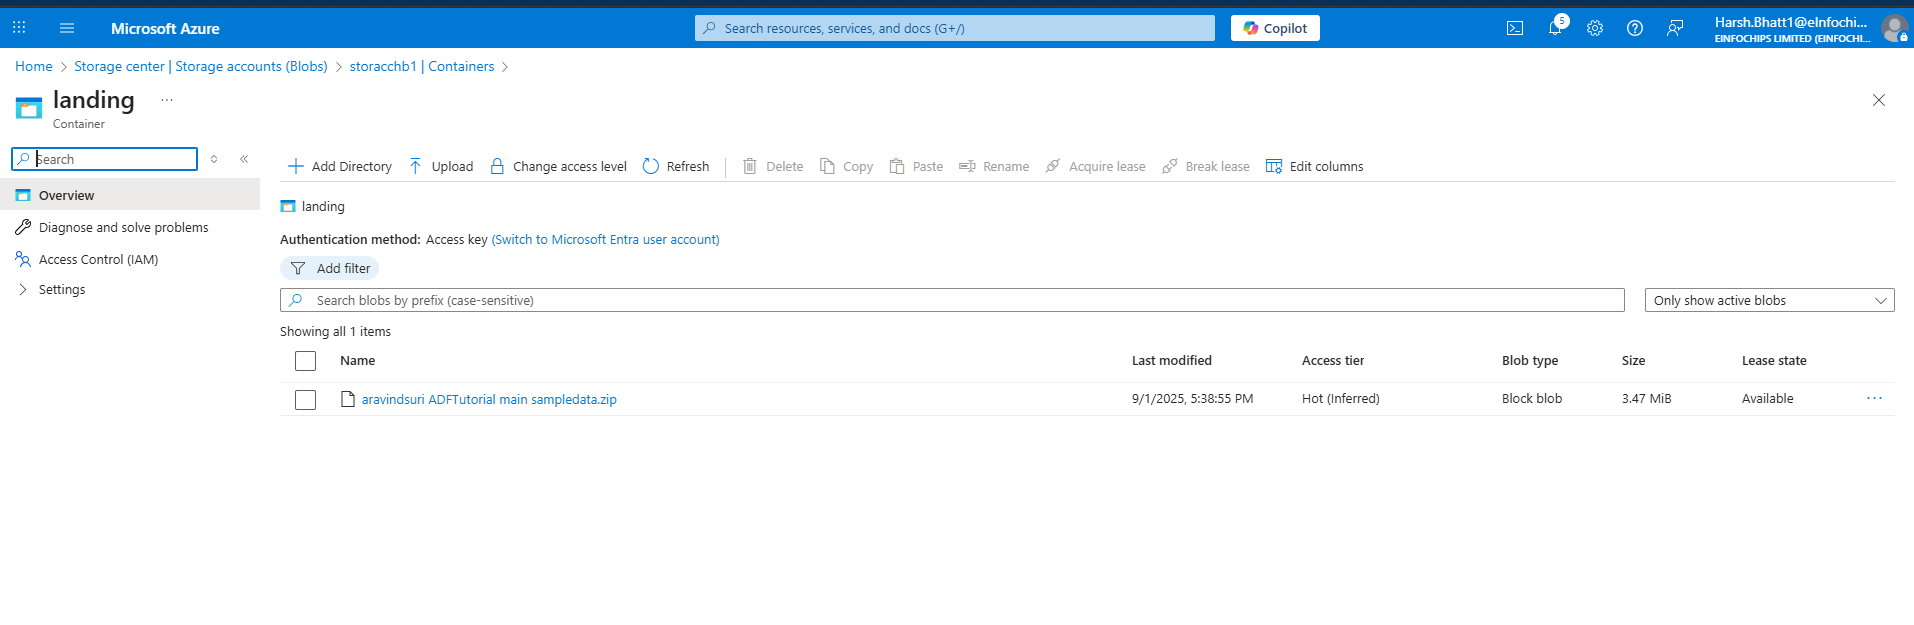 Microsoft Azure
Search resources, services, and docs (G+/)
Copilot
5
Harsh.Bhatt1@eInfochi...
EINFOCHIPS LIMITED (EINFOCHI...
Home > Storage center | Storage accounts (Blobs) > storacchb1 | Containers >
landing ...
Container
Search
Overview
Diagnose and solve problems
Access Control (IAM)
Settings
Add Directory Upload Change access level Refresh Delete Copy Paste Rename Acquire lease Break lease Edit columns
landing
Authentication method: Access key (Switch to Microsoft Entra user account)
Add filter
Search blobs by prefix (case-sensitive)
Only show active blobs
Showing all 1 items
Name Last modified Access tier Blob type Size Lease state
aravindsuri ADFTutorial main sampledata.zip 9/1/2025, 5:38:55 PM Hot (Inferred) Block blob 3.47 MiB Available ...